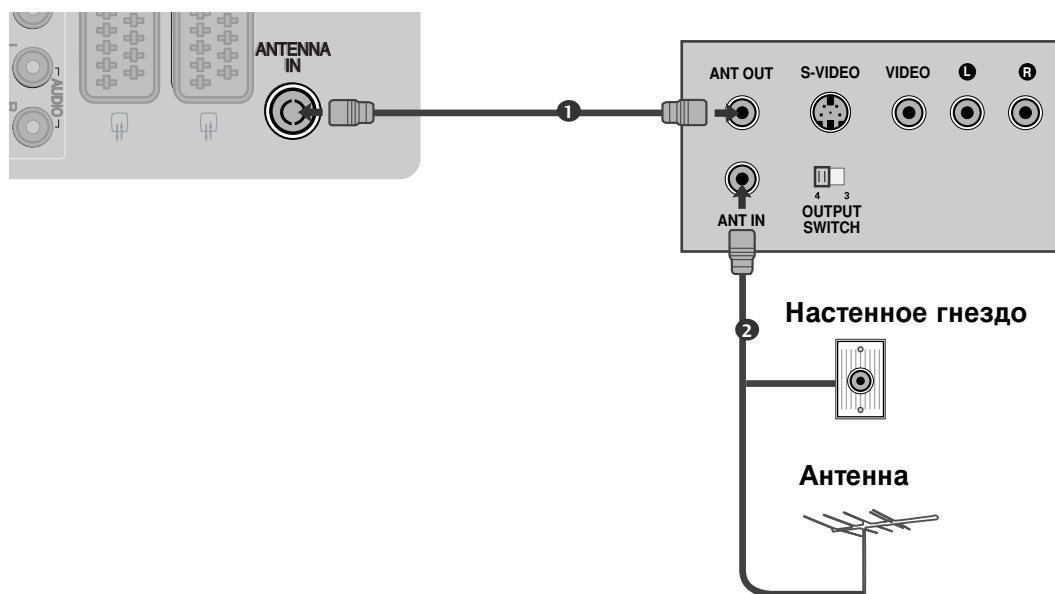 AUDIO
R
ANTENNA
IN
1
ANT OUT
S-VIDEO
VIDEO
L
R
4
3
ANT IN
OUTPUT
SWITCH
2
Настенное гнездо
Антенна